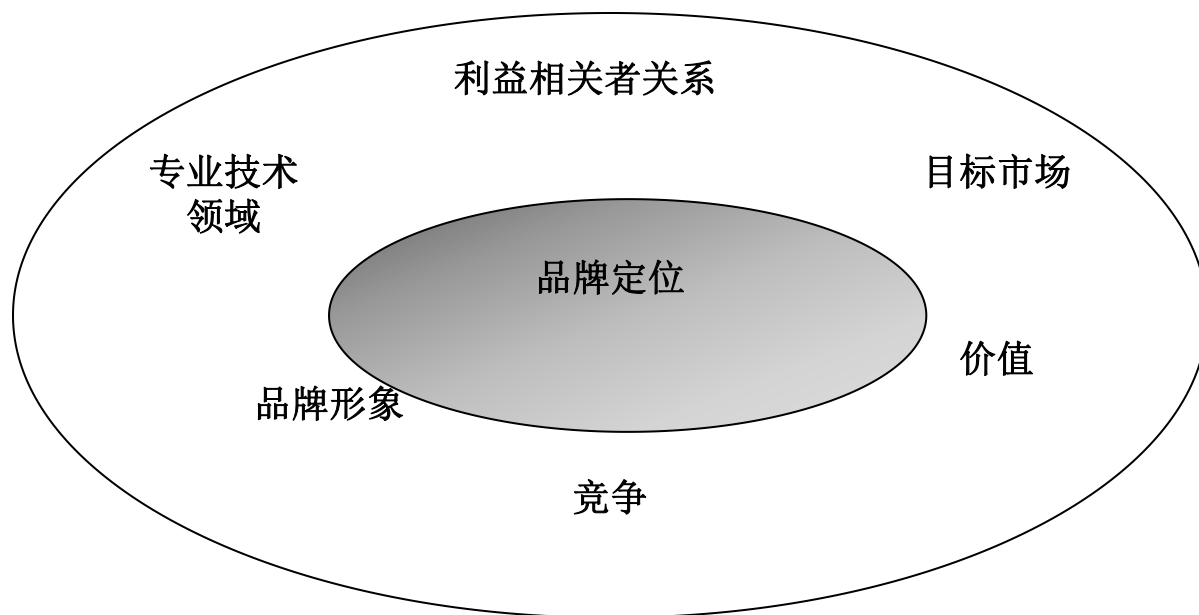 利益相关者关系
专业技术
领域
目标市场
品牌定位
价值
品牌形象
竞争